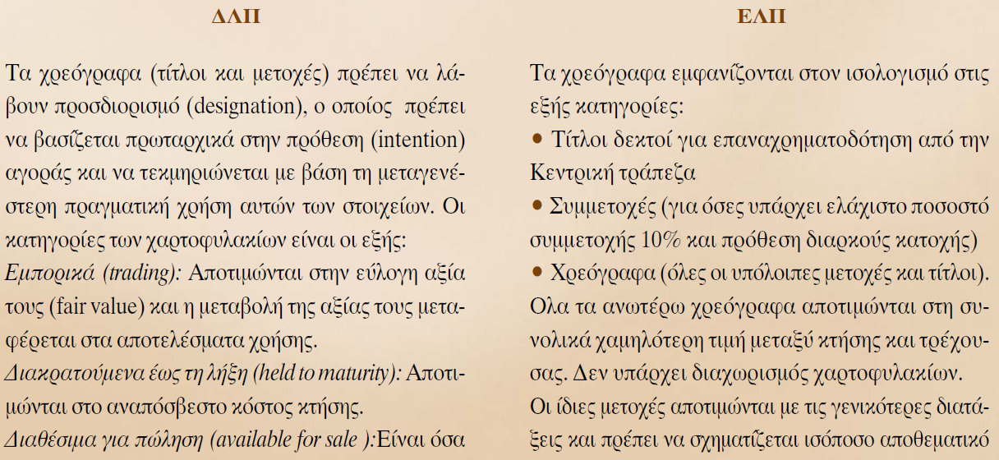 ΔΛΠ
Τα χρεόγραφα (τίτλοι και μετοχές) πρέπει να λά-
βουν προσδιορισμό (designation), ο οποίος πρέπει
να βασίζεται πρωταρχικά στην πρόθεση (intention)
αγοράς και να τεκμηριώνεται με βάση τη μεταγενέ-
στερη πραγματική χρήση αυτών των στοιχείων. Οι
κατηγορίες των χαρτοφυλακίων είναι οι εξής:
Εμπορικά (trading): Αποτιμώνται στην εύλογη αξία
τους (fair value) και η μεταβολή της αξίας τους μετα-
φέρεται στα αποτελέσματα χρήσης.
Διακρατούμενα έως τη λήξη (held to maturity): Αποτι-
μώνται στο αναπόσβεστο κόστος κτήσης.
Διαθέσιμα για πώληση (available for sale ):Είναι όσα
ΕΛΠ
Τα χρεόγραφα εμφανίζονται στον ισολογισμό στις
εξής κατηγορίες:
• Τίτλοι δεκτοί για επαναχρηματοδότηση από την
Κεντρική τράπεζα
• Συμμετοχές (για όσες υπάρχει ελάχιστο ποσοστό
συμμετοχής 10% και πρόθεση διαρκούς κατοχής)
• Χρεόγραφα (όλες οι υπόλοιπες μετοχές και τίτλοι).
Ολα τα ανωτέρω χρεόγραφα αποτιμώνται στη συ-
νολικά χαμηλότερη τιμή μεταξύ κτήσης και τρέχου-
σας. Δεν υπάρχει διαχωρισμός χαρτοφυλακίων.
Οι ίδιες μετοχές αποτιμώνται με τις γενικότερες διατά-
ξεις και πρέπει να σχηματίζεται ισόποσο αποθεματικό